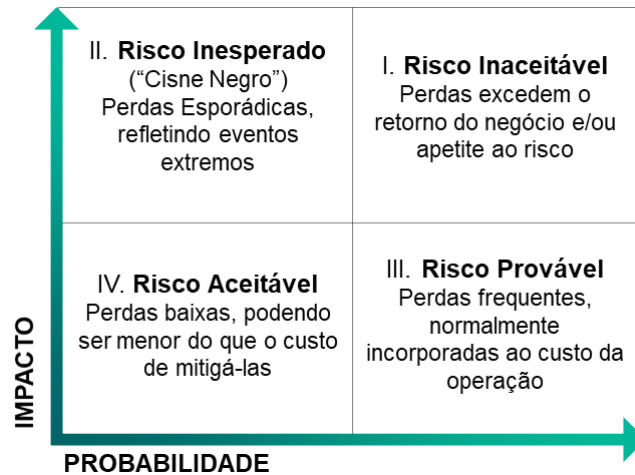 II. Risco Inesperado
("Cisne Negro")
Perdas Esporádicas,
refletindo eventos
extremos
I. Risco Inaceitável
Perdas excedem o
retorno do negócio e/ou
apetite ao risco
IV. Risco Aceitável
Perdas baixas, podendo
ser menor do que o custo
de mitigá-las
III. Risco Provável
Perdas frequentes,
normalmente
incorporadas ao custo da
operação
IMPACTO
PROBABILIDADE